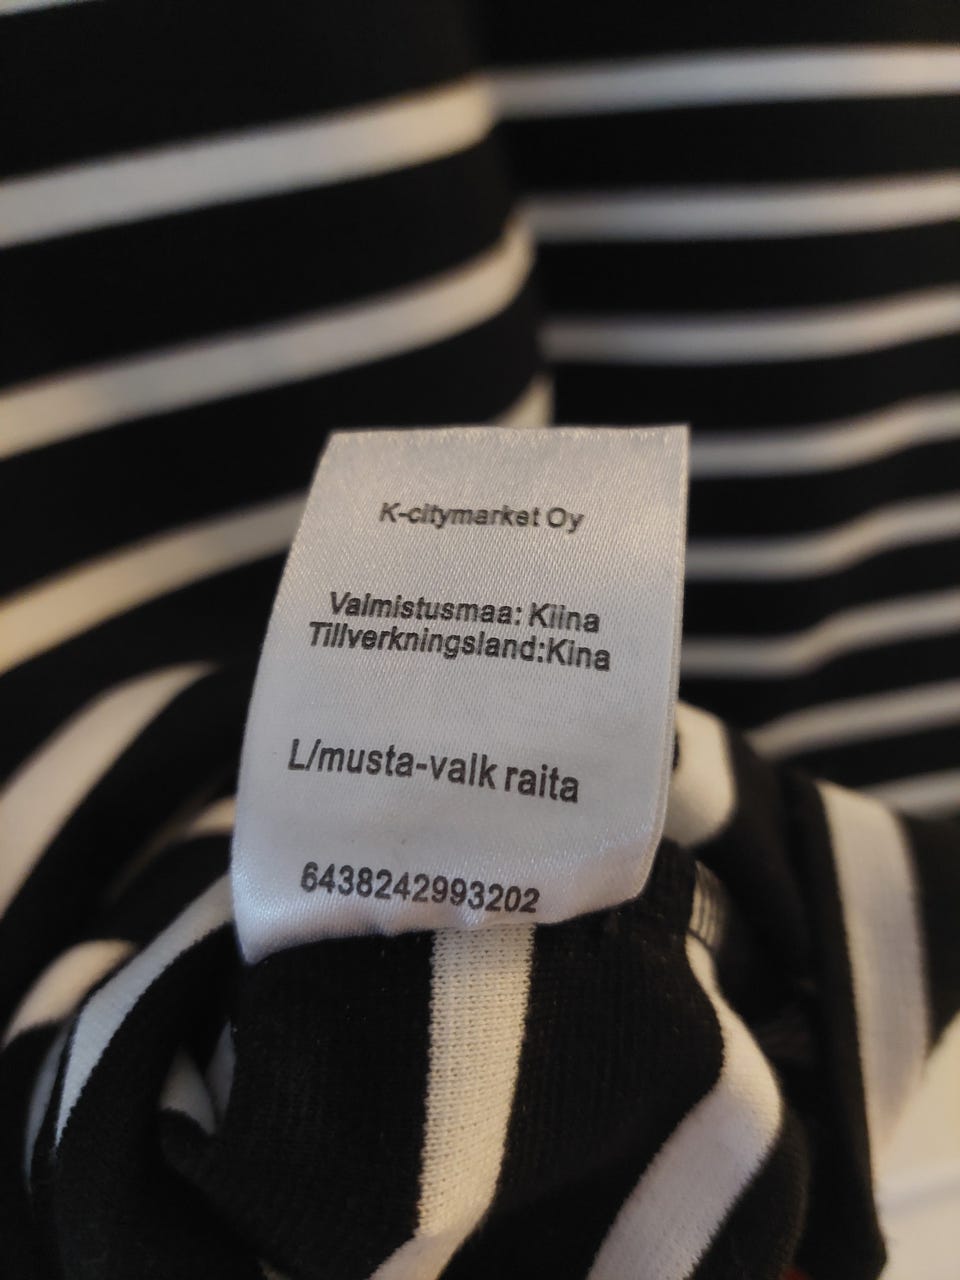 K-citymarket Oy
Valmistusmaa: Kiina
Tillverkningsland:Kina
L/musta-valk raita
6438242993202